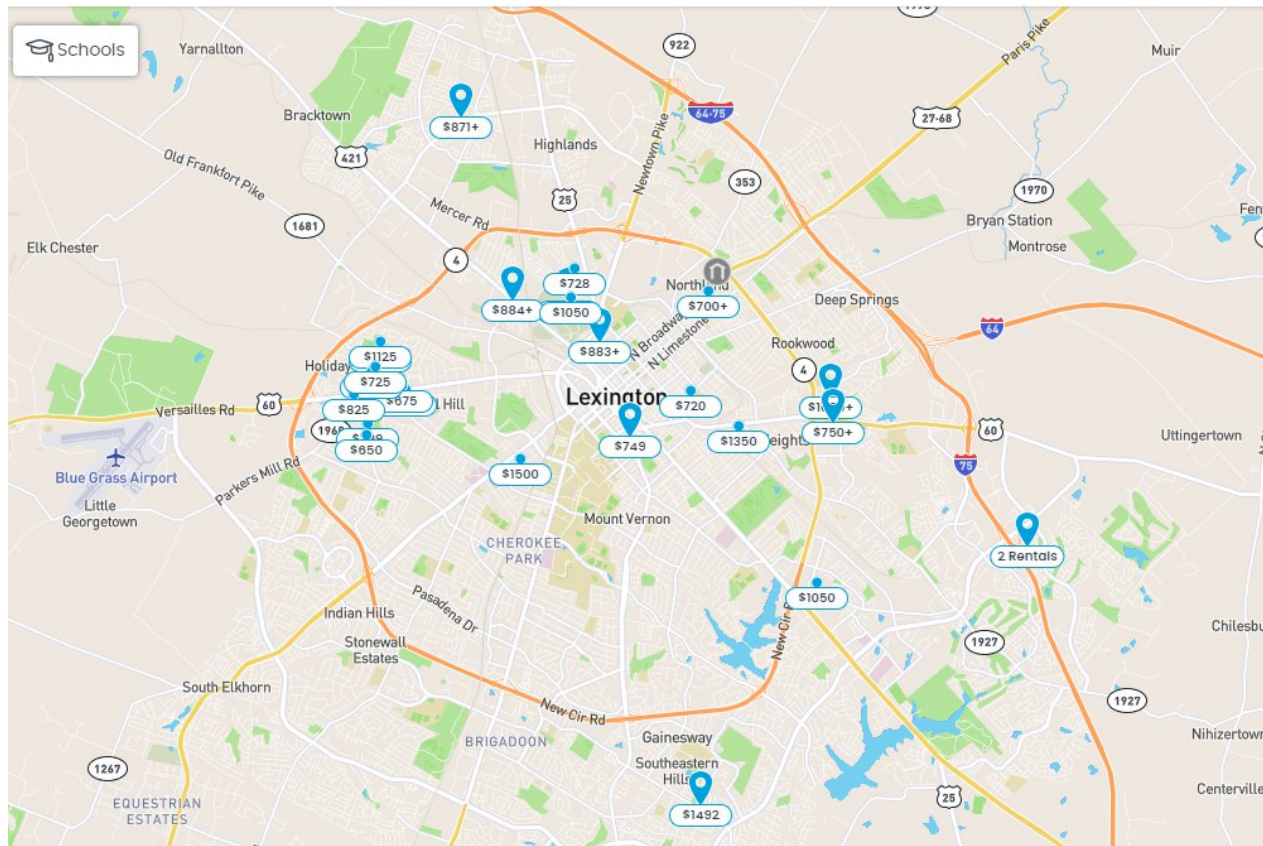 Schools
Yarnallton
922
Paris Pike
Muir
Bracktown
$871+
64-75
27-68
Highlands
Newtown Pike
421
Old Frankfort Pike
25
353
1970
Mercer Rd
Bryan Station
1681
Montrose
Elk Chester
4
$728
Northland
$884+
$1050
$700+
Deep Springs
64
N Broadway
$883+
N Limestone
Rookwood
$1125
Holiday
4
$725
Lexington
60
$675
Hill
$720
Versailles Rd
$825
1968
$750+
60
$749
$1350
Uttingertown
$650
75
Blue Grass Airport
Parkers Mill Rd
$1500
Little
Georgetown
Mount Vernon
CHEROKEE
PARK
2 Rentals
$1050
Pasadena Dr
Indian Hills
New Cir
Stonewall
Estates
1927
South Elkhorn
New Cir Rd
1927
Gainesway
BRIGADOON
Southeastern
Hills
1267
$1492
25
EQUESTRIAN
ESTATES